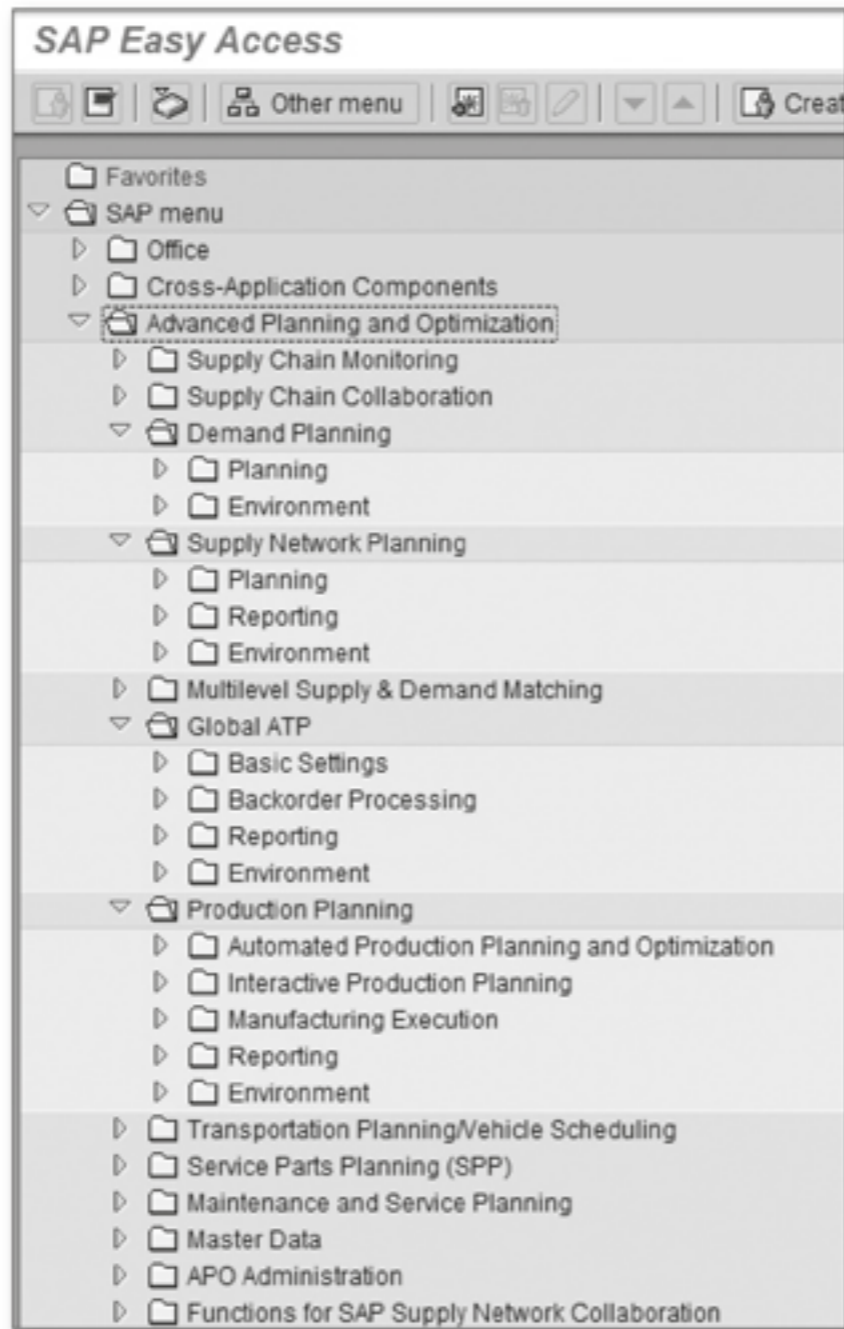 SAP Easy Access
Other menu Creat
Favorites
SAP menu
Office
Cross-Application Components
Advanced Planning and Optimization
Supply Chain Monitoring
Supply Chain Collaboration
Demand Planning
Planning
Environment
Supply Network Planning
Planning
Reporting
Environment
Multilevel Supply & Demand Matching
Global ATP
Basic Settings
Backorder Processing
Reporting
Environment
Production Planning
Automated Production Planning and Optimization
Interactive Production Planning
Manufacturing Execution
Reporting
Environment
Transportation Planning/Vehicle Scheduling
Service Parts Planning (SPP)
Maintenance and Service Planning
Master Data
APO Administration
Functions for SAP Supply Network Collaboration